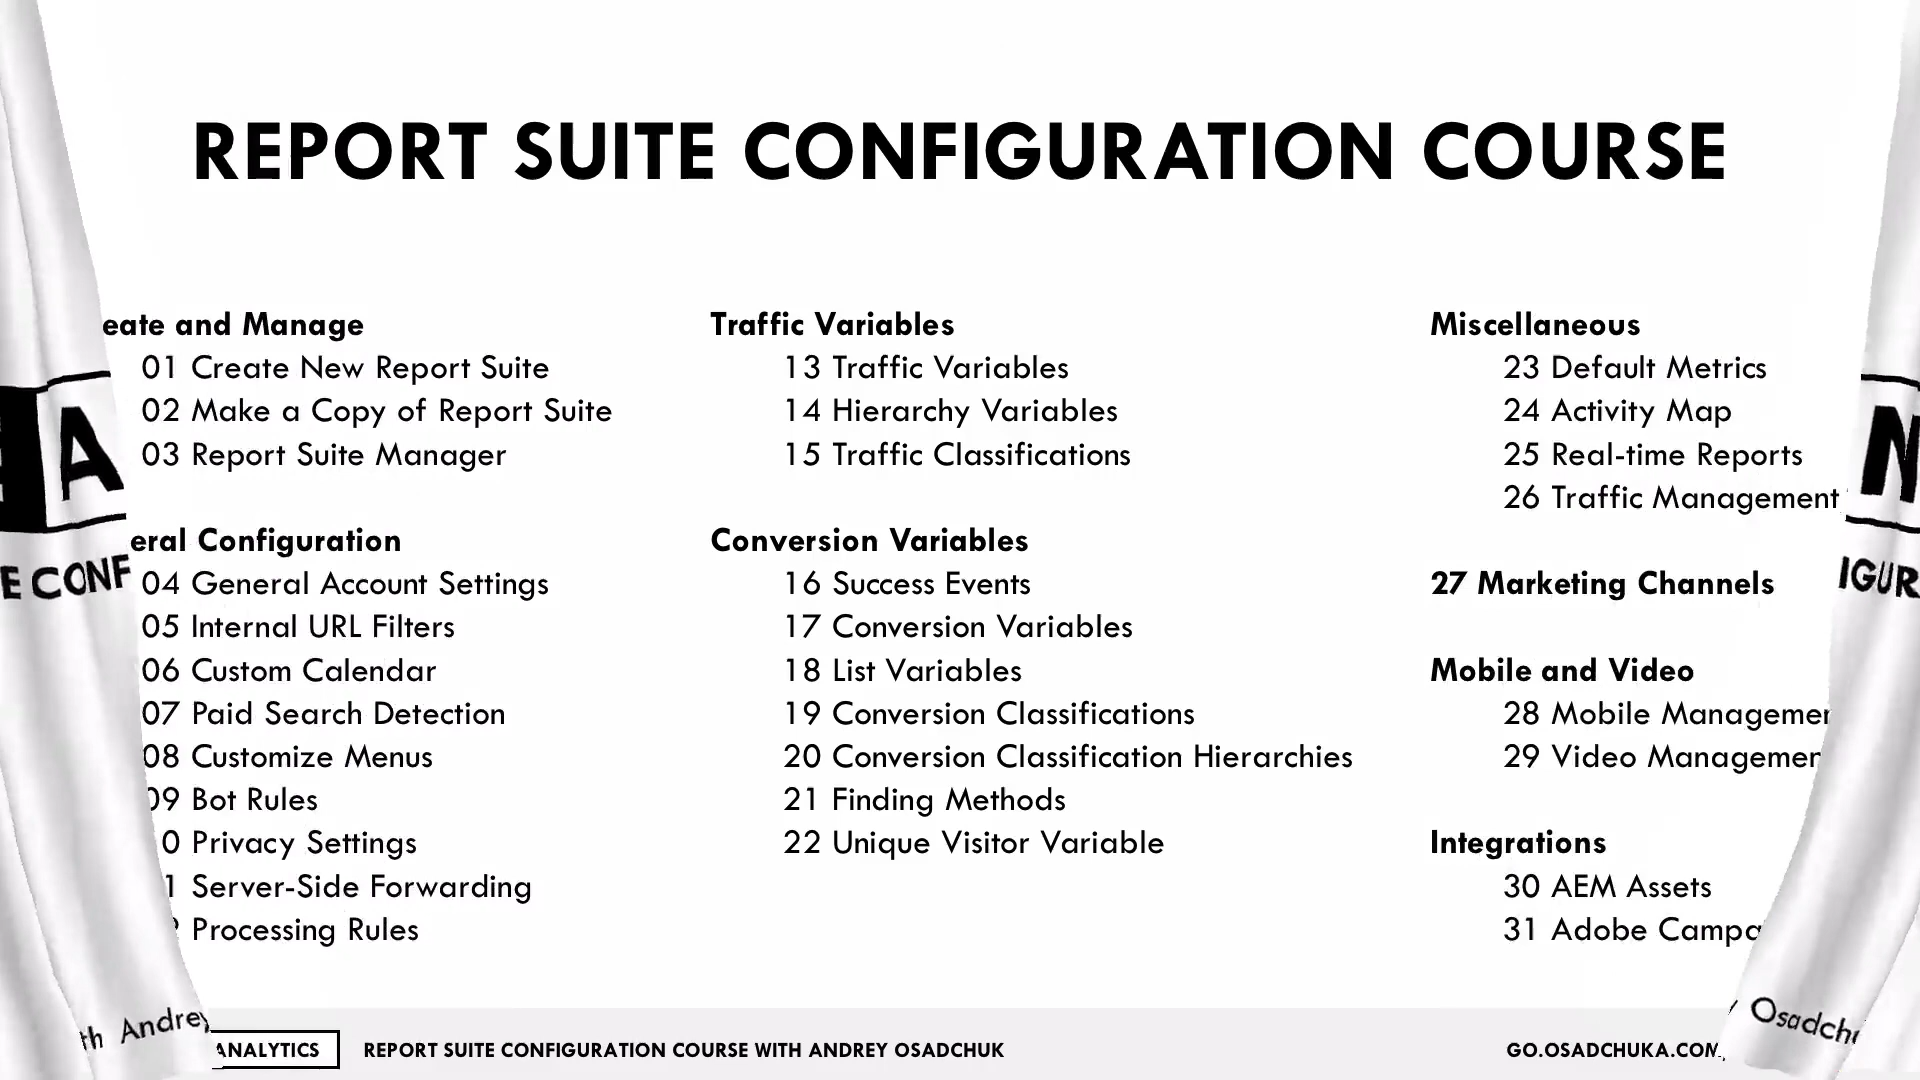 REPORT SUITE CONFIGURATION COURSE
eate and Manage
01 Create New Report Suite
02 Make a Copy of Report Suite
03 Report Suite Manager
eral Configuration
04 General Account Settings
05 Internal URL Filters
06 Custom Calendar
07 Paid Search Detection
08 Customize Menus
09 Bot Rules
0 Privacy Settings
1 Server-Side Forwarding
Processing Rules
Traffic Variables
13 Traffic Variables
14 Hierarchy Variables
15 Traffic Classifications
Conversion Variables
16 Success Events
17 Conversion Variables
18 List Variables
19 Conversion Classifications
20 Conversion Classification Hierarchies
21 Finding Methods
22 Unique Visitor Variable
Miscellaneous
23 Default Metrics
24 Activity Map
25 Real-time Reports
26 Traffic Management
27 Marketing Channels
Mobile and Video
28 Mobile Managemen
29 Video Managemen
Integrations
30 AEM Assets
31 Adobe Campa
A
E CONF
th Andrey
N
IGUR
Osadch
ANALYTICS
REPORT SUITE CONFIGURATION COURSE WITH ANDREY OSADCHUK
GO.OSADCHUKA.COM